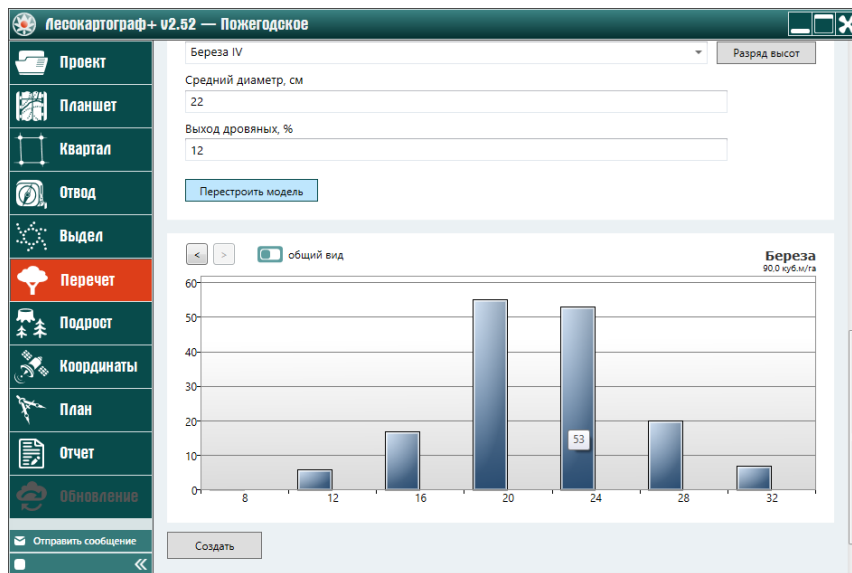 Лесокартограф+ v2.52 — Пожегодское
Проект
Планшет
Квартал
Отвод
Выдел
Перечет
Подрост
Координаты
План
Отчет
Обновление
Отправить сообщение
Береза IV
Разряд высот
Средний диаметр, см
22
Выход дровяных, %
12
Перестроить модель
< >
общий вид
Береза
90,0 куб.м/га
60
50
40
30
20
10
0
53
8 12 16 20 24 28 32
Создать